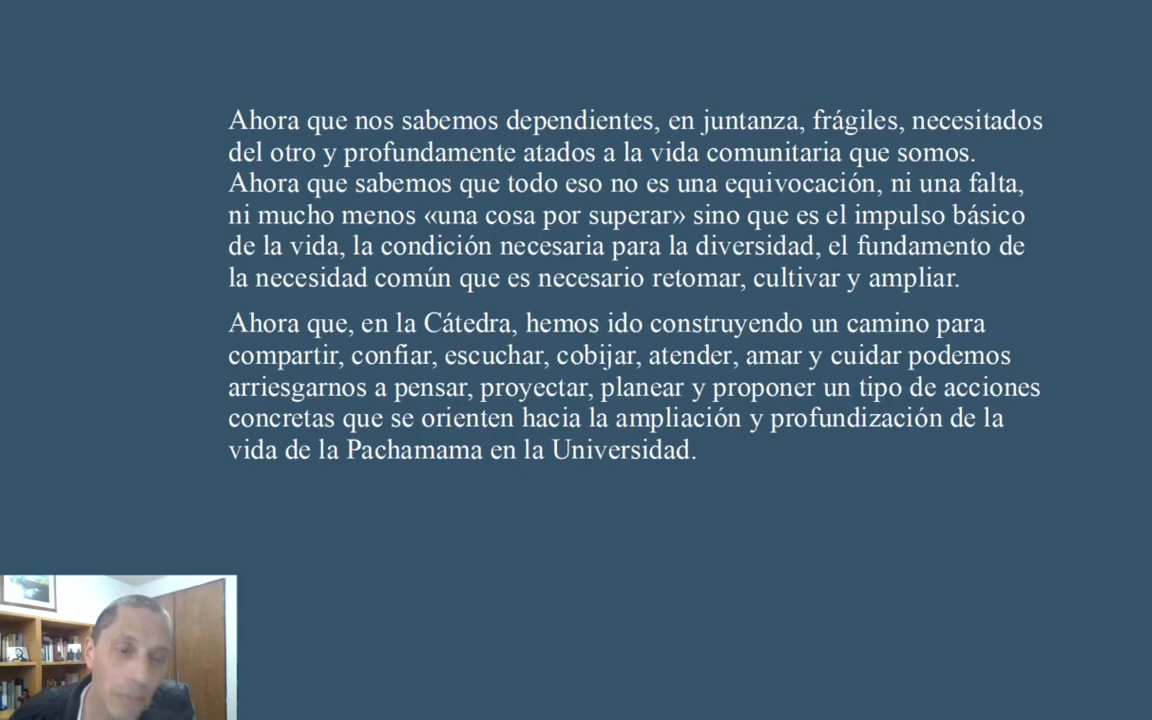 Ahora que nos sabemos dependientes, en juntanza, frágiles, necesitados
del otro y profundamente atados a la vida comunitaria que somos.
Ahora que sabemos que todo eso no es una equivocación, ni una falta,
ni mucho menos «una cosa por superar» sino que es el impulso básico
de la vida, la condición necesaria para la diversidad, el fundamento de
la necesidad común que es necesario retomar, cultivar y ampliar.
Ahora que, en la Cátedra, hemos ido construyendo un camino para
compartir, confiar, escuchar, cobijar, atender, amar y cuidar podemos
arriesgarnos a pensar, proyectar, planear y proponer un tipo de acciones
concretas que se orienten hacia la ampliación y profundización de la
vida de la Pachamama en la Universidad.